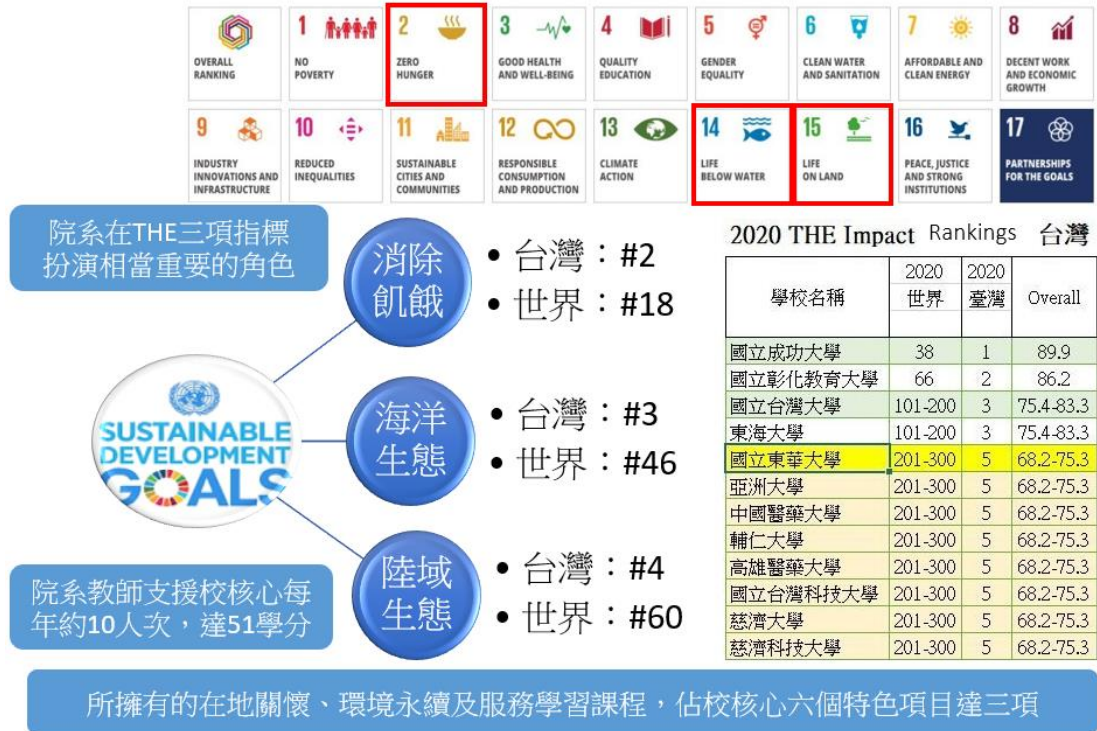 OVERALL
RANKING
1
NO
POVERTY
2
ZERO
HUNGER
3
GOOD HEALTH
AND WELL-BEING
4
QUALITY
EDUCATION
5
GENDER
EQUALITY
6
CLEAN WATER
AND SANITATION
7
AFFORDABLE AND
CLEAN ENERGY
8
DECENT WORK
AND ECONOMIC
GROWTH
9
INDUSTRY
INNOVATIONS AND
INFRASTRUCTURE
10
REDUCED
INEQUALITIES
11
SUSTAINABLE
CITIES AND
COMMUNITIES
12
RESPONSIBLE
CONSUMPTION
AND PRODUCTION
13
CLIMATE
ACTION
14
LIFE
BELOW WATER
15
LIFE
ON LAND
16
PEACE, JUSTICE
AND STRONG
INSTITUTIONS
17
PARTNERSHIPS
FOR THE GOALS
院系在THE三項指標
扮演相當重要的角色
消除
飢餓
• 台灣：#2
• 世界：#18
SUSTAINABLE
DEVELOPMENT
GOALS
海洋
生態
• 台灣：#3
• 世界：#46
陸域
生態
• 台灣：#4
• 世界：#60
院系教師支援校核心每
年約10人次，達51學分
2020 THE Impact Rankings 台灣
學校名稱 2020 世界 2020 臺灣 Overall
國立成功大學 38 1 89.9
國立彰化教育大學 66 2 86.2
國立台灣大學 101-200 3 75.4-83.3
東海大學 101-200 3 75.4-83.3
國立東華大學 201-300 5 68.2-75.3
亞洲大學 201-300 5 68.2-75.3
中國醫藥大學 201-300 5 68.2-75.3
輔仁大學 201-300 5 68.2-75.3
高雄醫藥大學 201-300 5 68.2-75.3
國立台灣科技大學 201-300 5 68.2-75.3
慈濟大學 201-300 5 68.2-75.3
慈濟科技大學 201-300 5 68.2-75.3
所擁有的在地關懷、環境永續及服務學習課程，佔校核心六個特色項目達三項